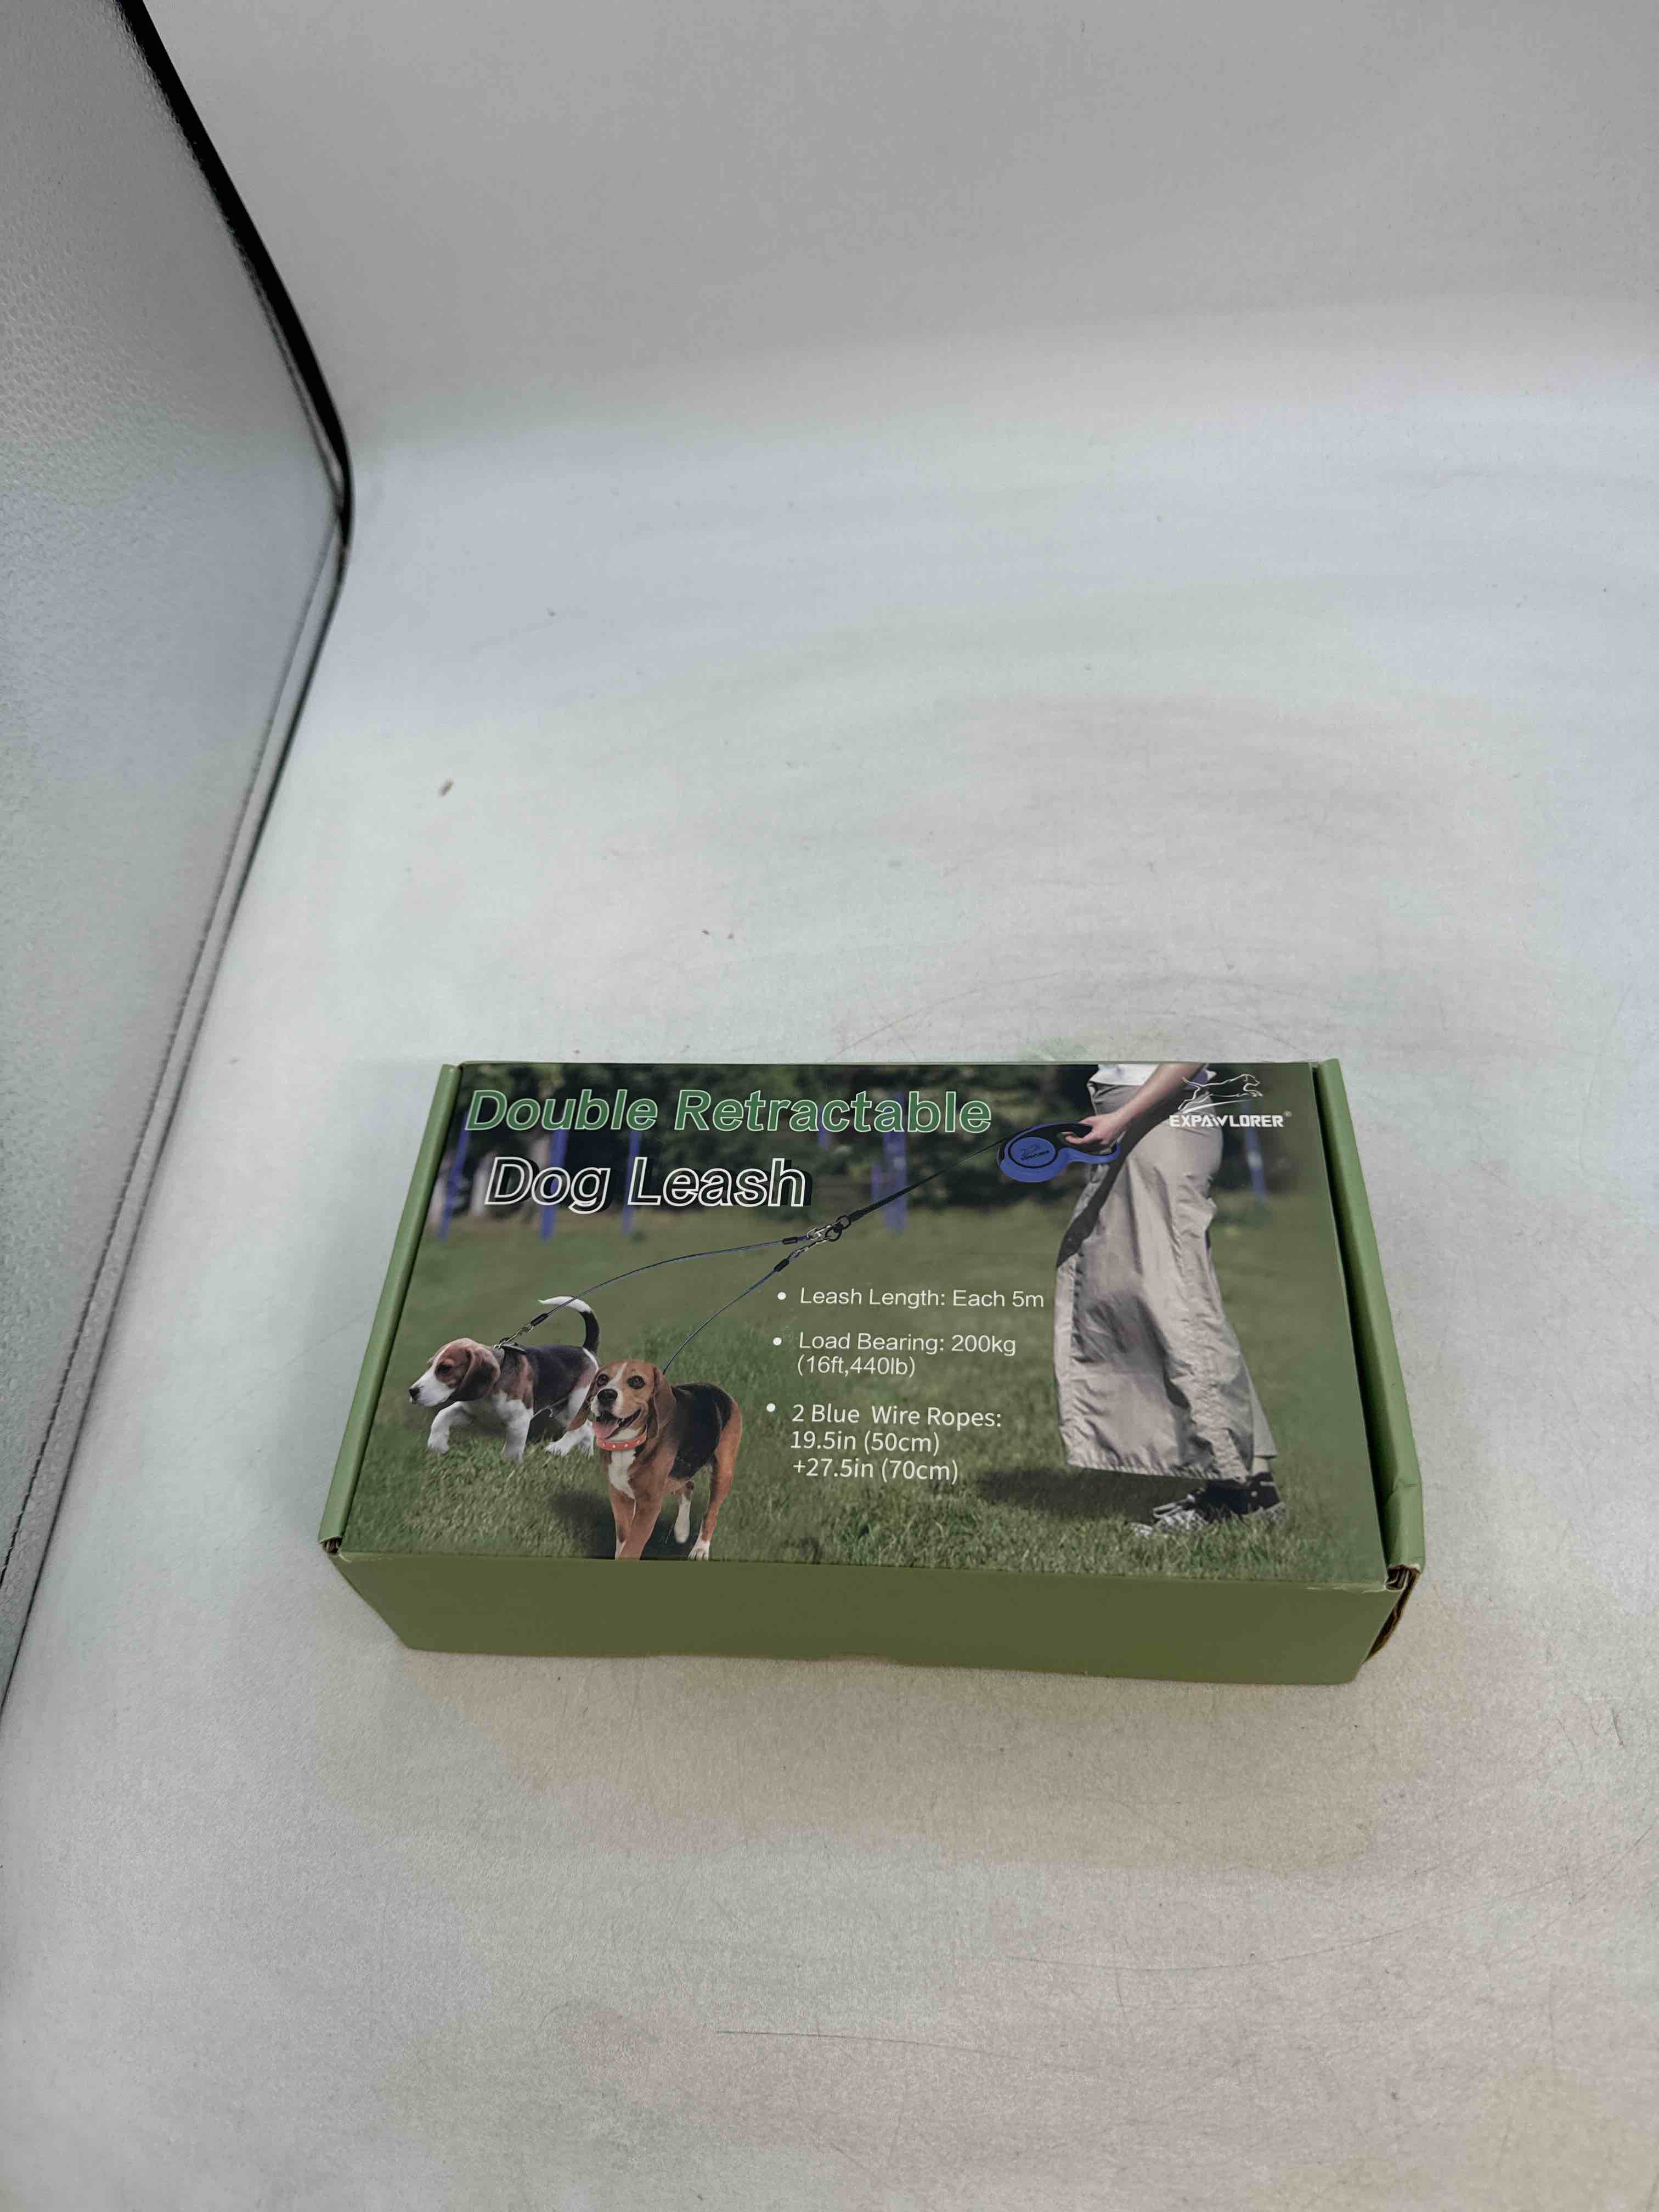 Double Retractable
Dog Leash
EXPAWLORER®
• Leash Length: Each 5m
• Load Bearing: 200kg
(16ft,440lb)
• 2 Blue Wire Ropes:
19.5in (50cm)
+27.5in (70cm)